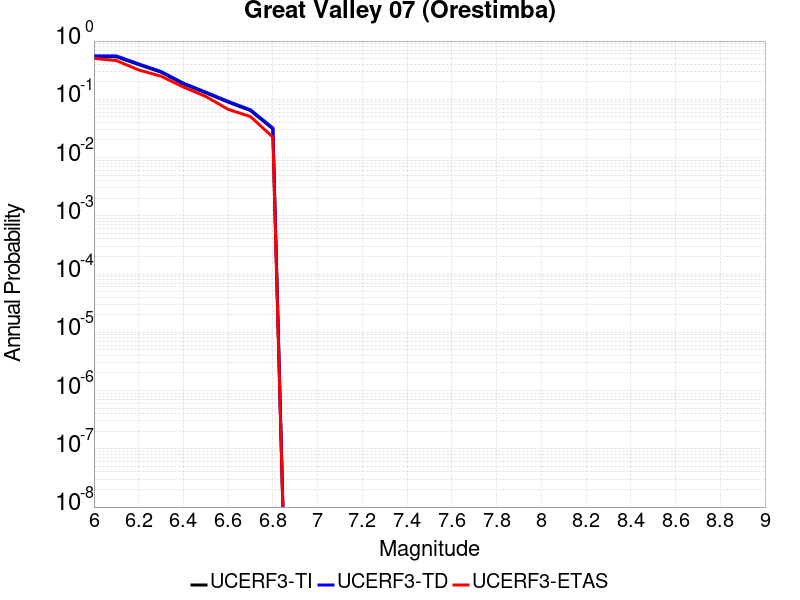 Great Valley 07 (Orestimba)
10^0
10^-1
10^-2
10^-3
10^-4
10^-5
10^-6
10^-7
10^-8
Annual Probability
6 6.2 6.4 6.6 6.8 7 7.2 7.4 7.6 7.8 8 8.2 8.4 8.6 8.8 9
Magnitude
UCERF3-TI UCERF3-TD UCERF3-ETAS